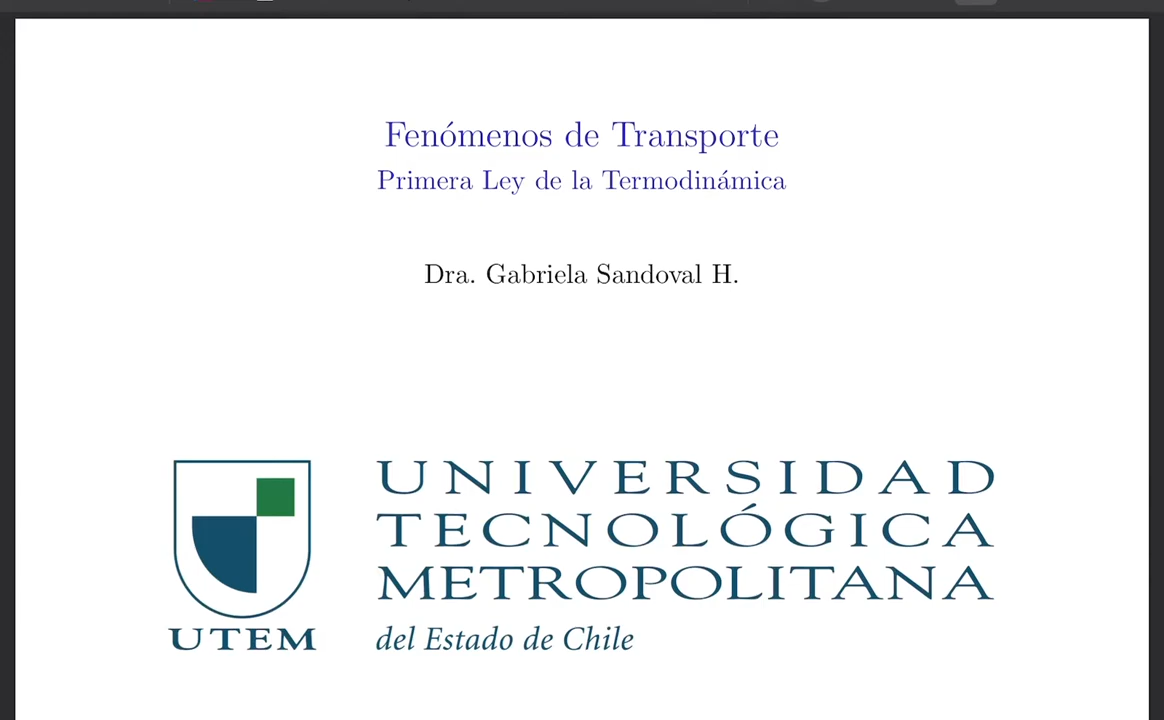 Fenómenos de Transporte
Primera Ley de la Termodinámica
Dra. Gabriela Sandoval H.
UNIVERSIDAD
TECNOLÓGICA
METROPOLITANA
del Estado de Chile
UTEM